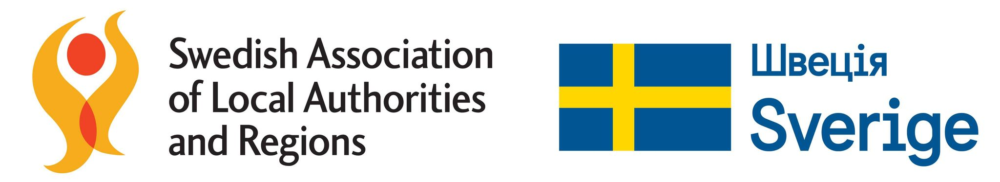 Swedish Association
of Local Authorities
and Regions
Швеція
Sverige